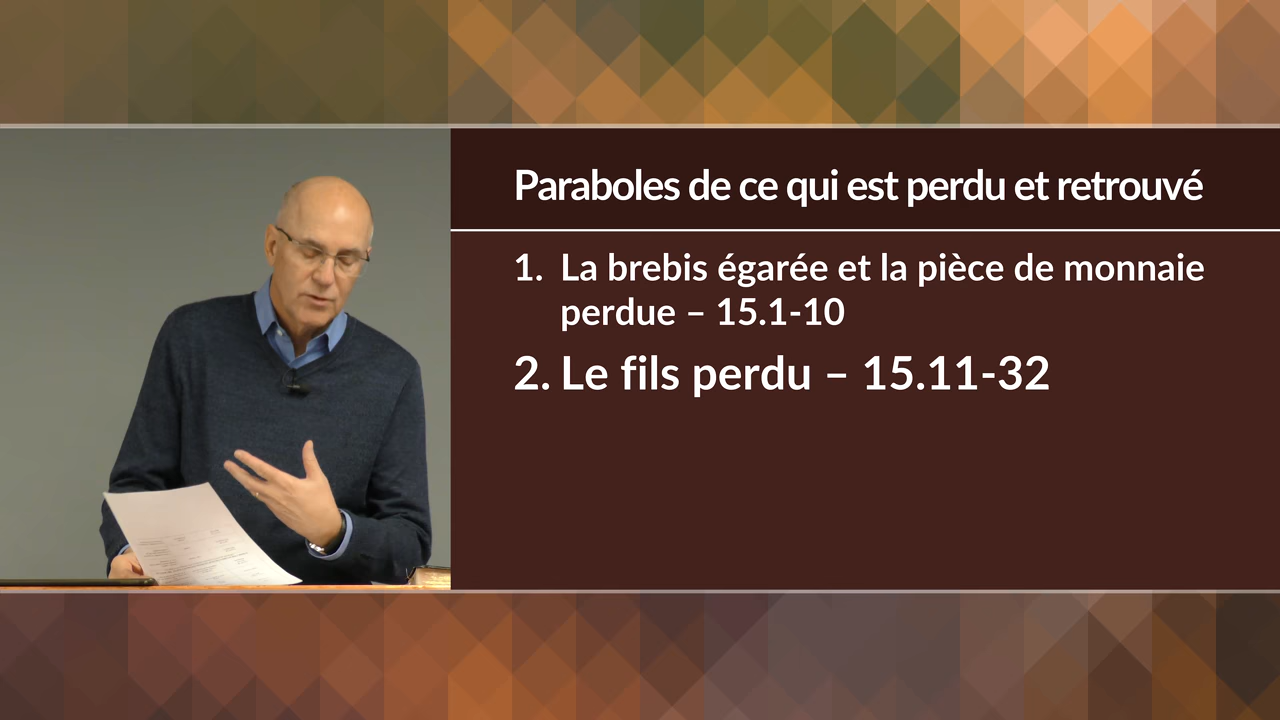 Paraboles de ce qui est perdu et retrouvé
1. La brebis égarée et la pièce de monnaie
perdue – 15.1-10
2. Le fils perdu – 15.11-32